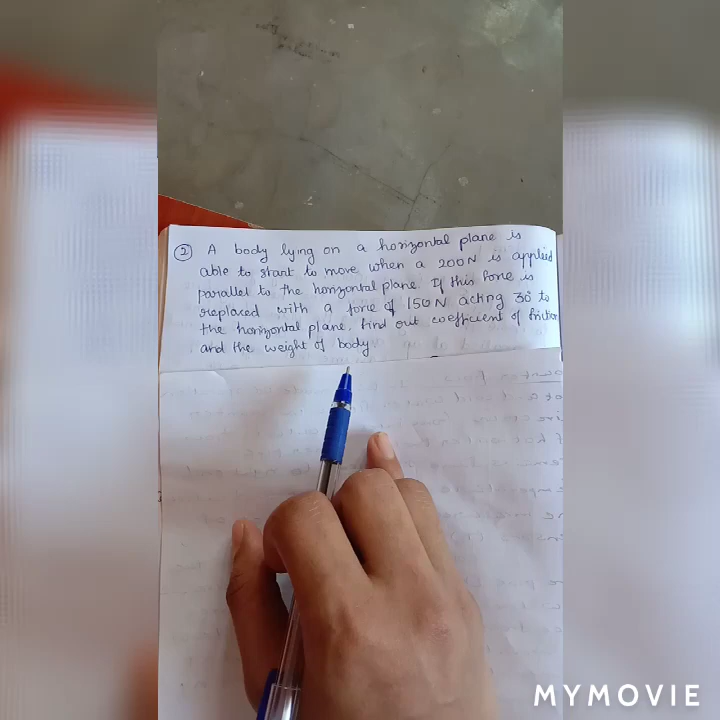 ② A body lying on a horizontal plane is
able to start to move when a 200N is applied
parallel to the horizontal plane. If this force is
replaced with a force of 150N acting 30° to
the horizontal plane. Find out coefficient of friction
and the weight of body
MYMOVIE